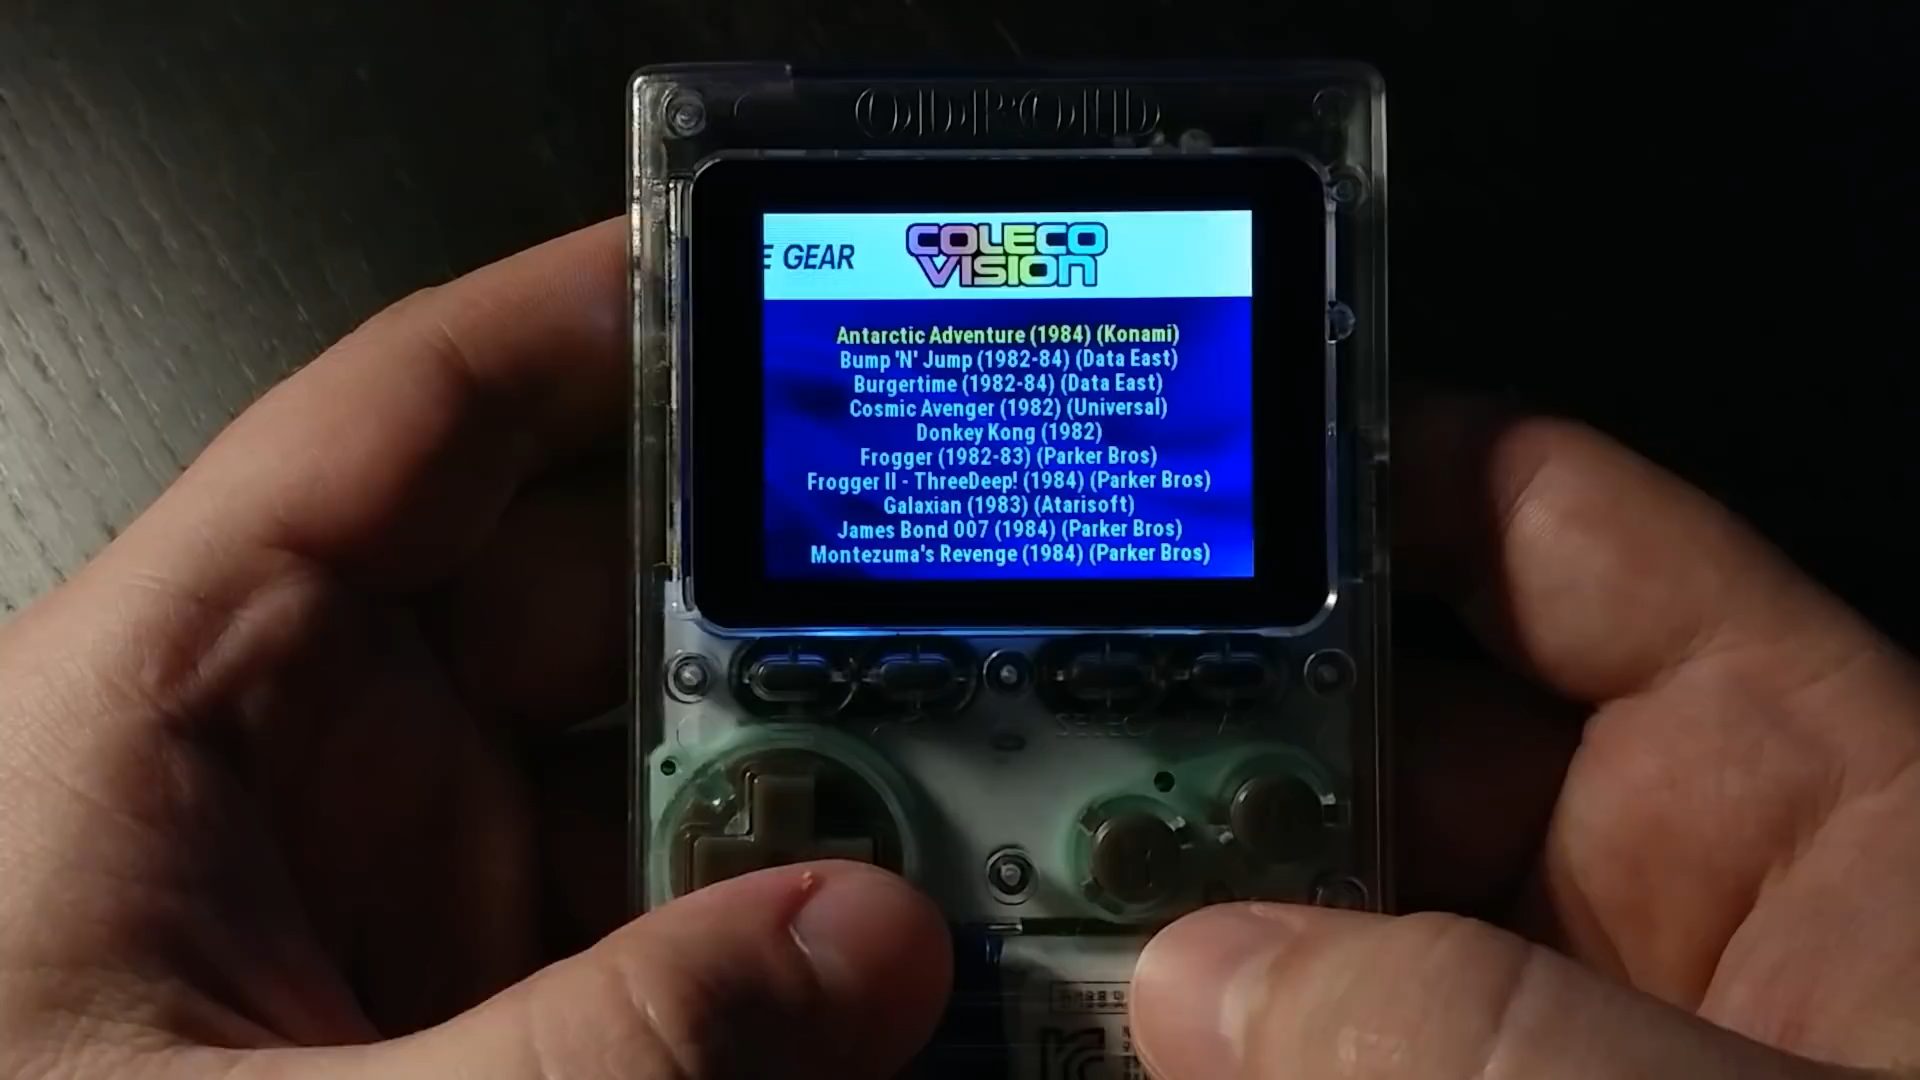 ODROID
E GEAR
COLECO
VISION
Antarctic Adventure (1984) (Konami)
Bump 'N' Jump (1982-84) (Data East)
Burgertime (1982-84) (Data East)
Cosmic Avenger (1982) (Universal)
Donkey Kong (1982)
Frogger (1982-83) (Parker Bros)
Frogger II - ThreeDeep! (1984) (Parker Bros)
Galaxian (1983) (Atarisoft)
James Bond 007 (1984) (Parker Bros)
Montezuma's Revenge (1984) (Parker Bros)
SELEC